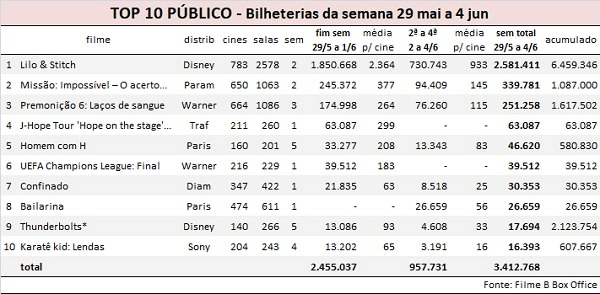 TOP 10 PÚBLICO - Bilheterias da semana 29 mai a 4 jun
filme distrib cines salas sem fim sem 29/5 a 1/6 média p/ cine 2ª a 4ª 2 a 4/6 média p/ cine sem total 29/5 a 4/6 acumulado
1 Lilo & Stitch Disney 783 2578 2 1.850.668 2.364 730.743 933 2.581.411 6.459.346
2 Missão: Impossível – O acerto... Param 650 1063 2 245.372 377 94.409 145 339.781 1.087.000
3 Premonição 6: Laços de sangue Warner 664 1086 3 174.998 264 76.260 115 251.258 1.617.502
4 J-Hope Tour 'Hope on the stage'... Traf 211 260 1 63.087 299 - - 63.087 63.087
5 Homem com H Paris 160 201 5 33.277 208 13.343 83 46.620 580.830
6 UEFA Champions League: Final Warner 216 229 1 39.512 183 - - 39.512 39.512
7 Confinado Diam 347 422 1 21.835 63 8.518 25 30.353 30.353
8 Bailarina Paris 474 611 1 - - 26.659 56 26.659 26.659
9 Thunderbolts* Disney 140 266 5 13.086 93 4.608 33 17.694 2.123.754
10 Karatê kid: Lendas Sony 204 243 4 13.202 65 3.191 16 16.393 607.667
total 2.455.037 957.731 3.412.768
Fonte: Filme B Box Office